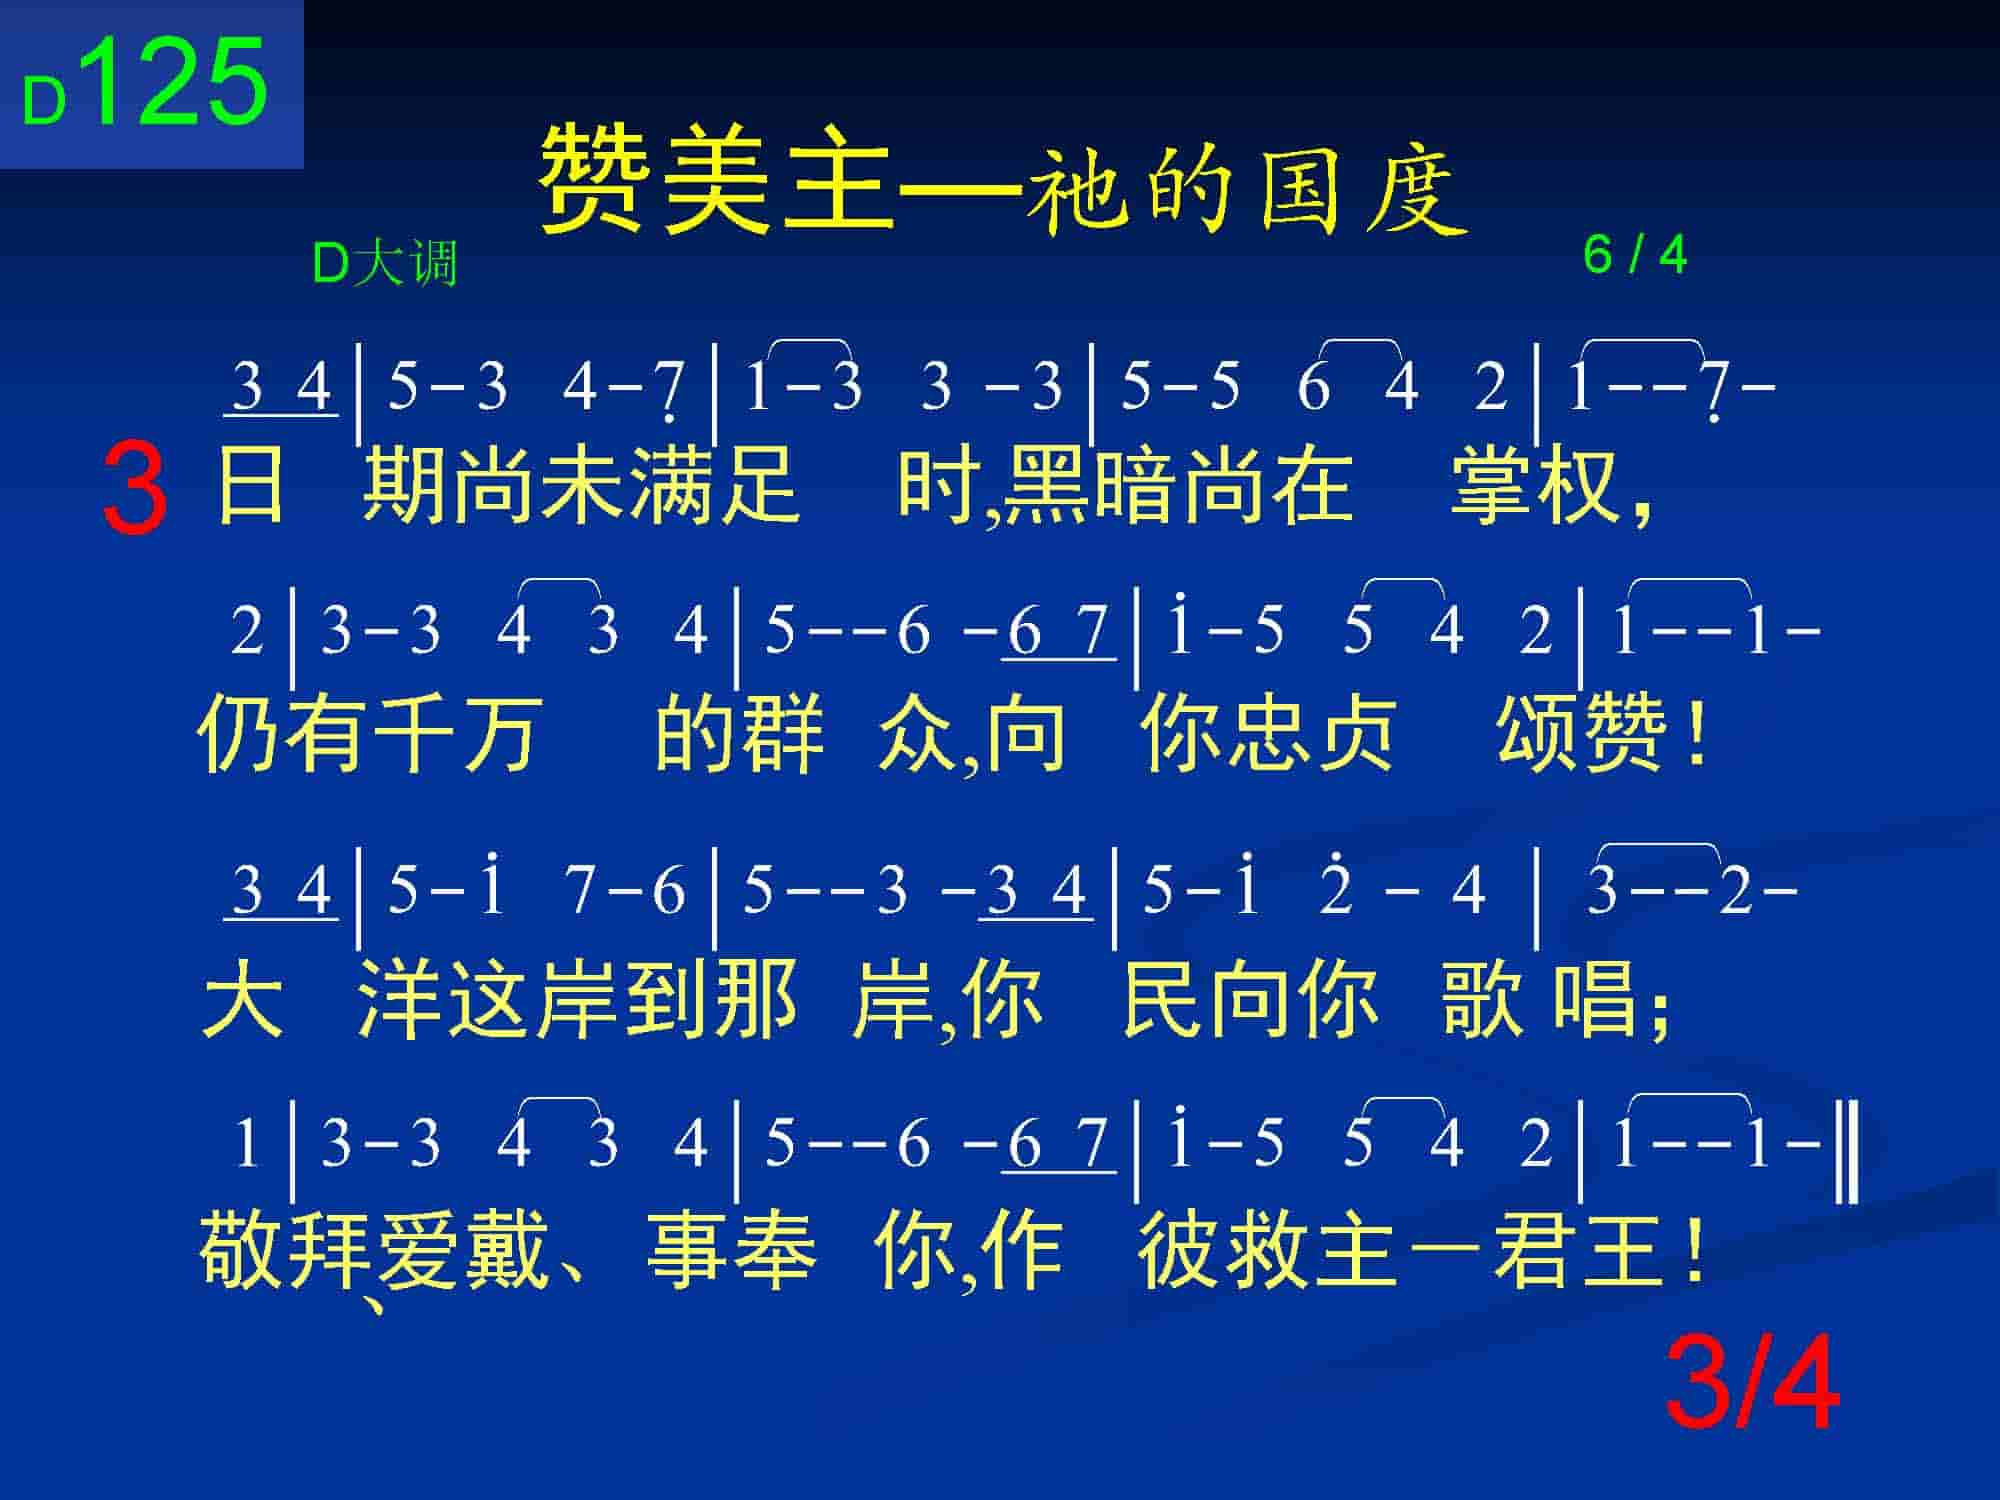 D125
赞美主—祂的国度
D大调 6 / 4
3 4|5-3 4-7̣|1-3 3 -3|5-5 6 4 2|1--7̣-
3 日 期尚未满足 时,黑暗尚在 掌权，
2|3-3 4 3 4|5--6 -6 7|1̇-5 5 4 2|1--1-
仍有千万 的群 众,向 你忠贞 颂赞！
3 4|5-1̇ 7-6|5--3 -3 4|5-1̇ 2̇ - 4| 3--2-
大 洋这岸到那 岸,你 民向你 歌 唱；
1|3-3 4 3 4|5--6 -6 7|1̇-5 5 4 2|1--1-‖
敬拜、爱戴、事奉 你,作 彼救主－君王！
3/4